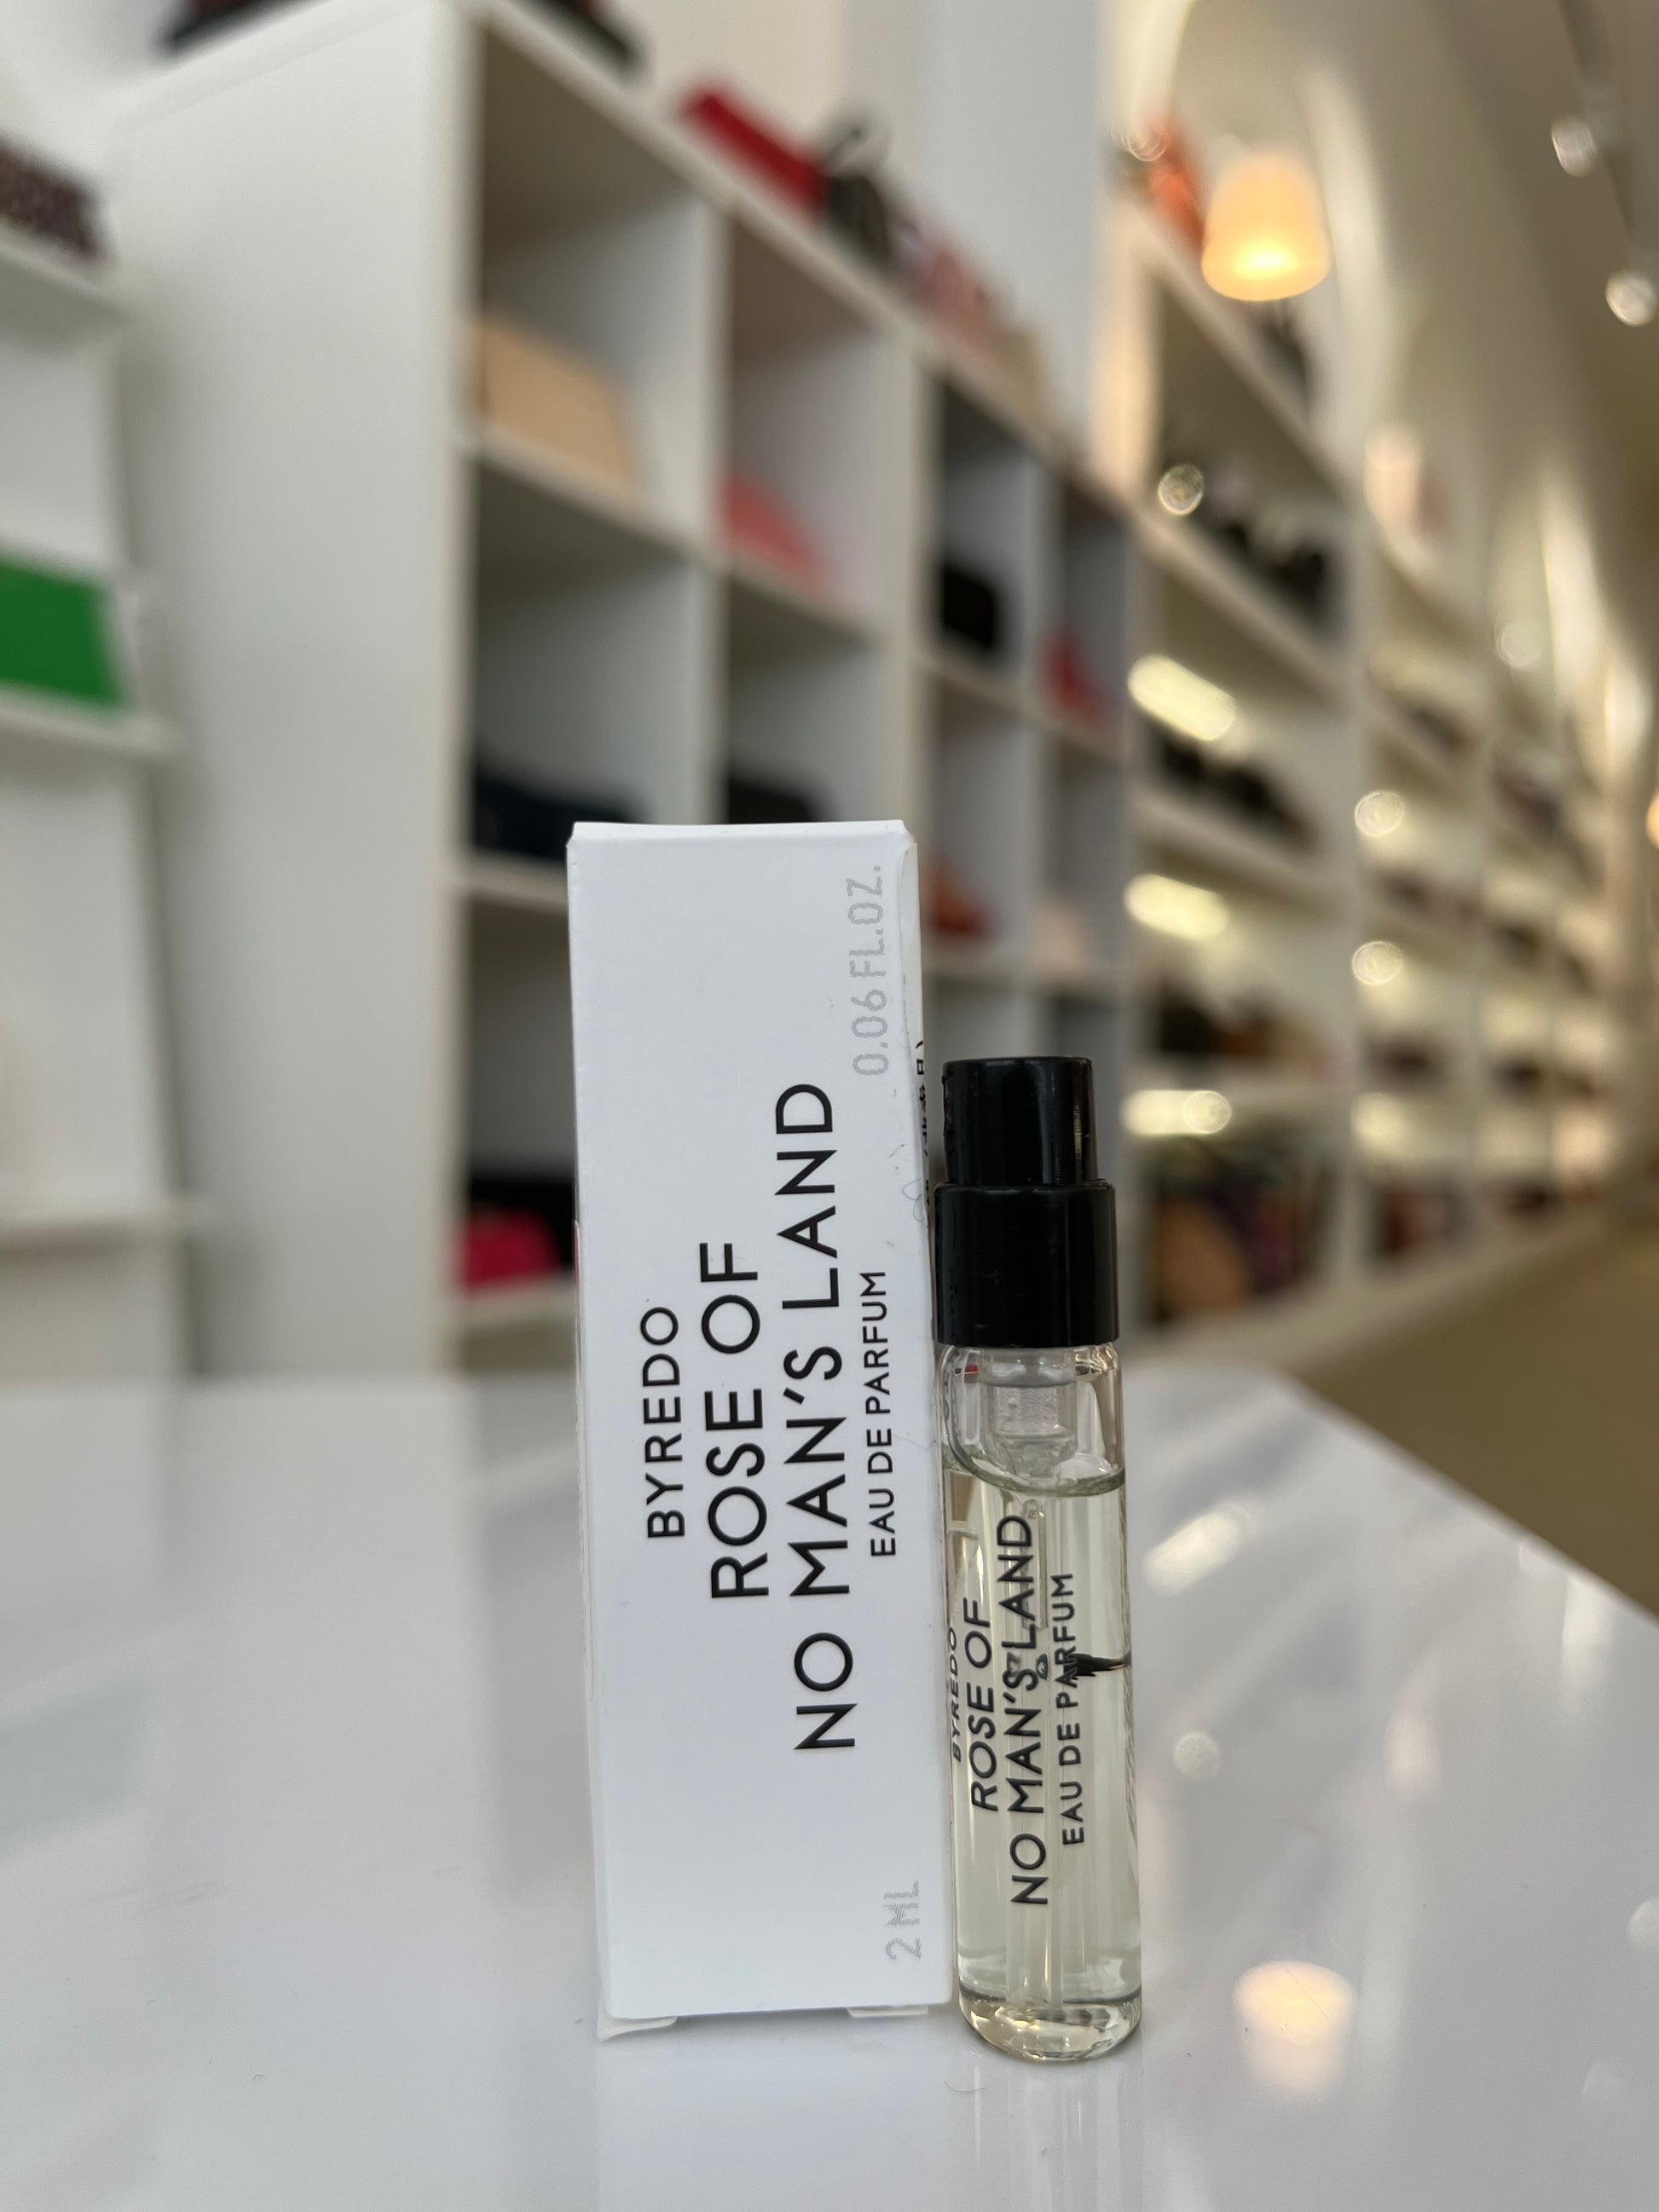 BYREDO
ROSE OF
NO MAN'S LAND
EAU DE PARFUM
2 ML
0.06 FL.OZ.
BYREDO
ROSE OF
NO MAN'S LAND
EAU DE PARFUM